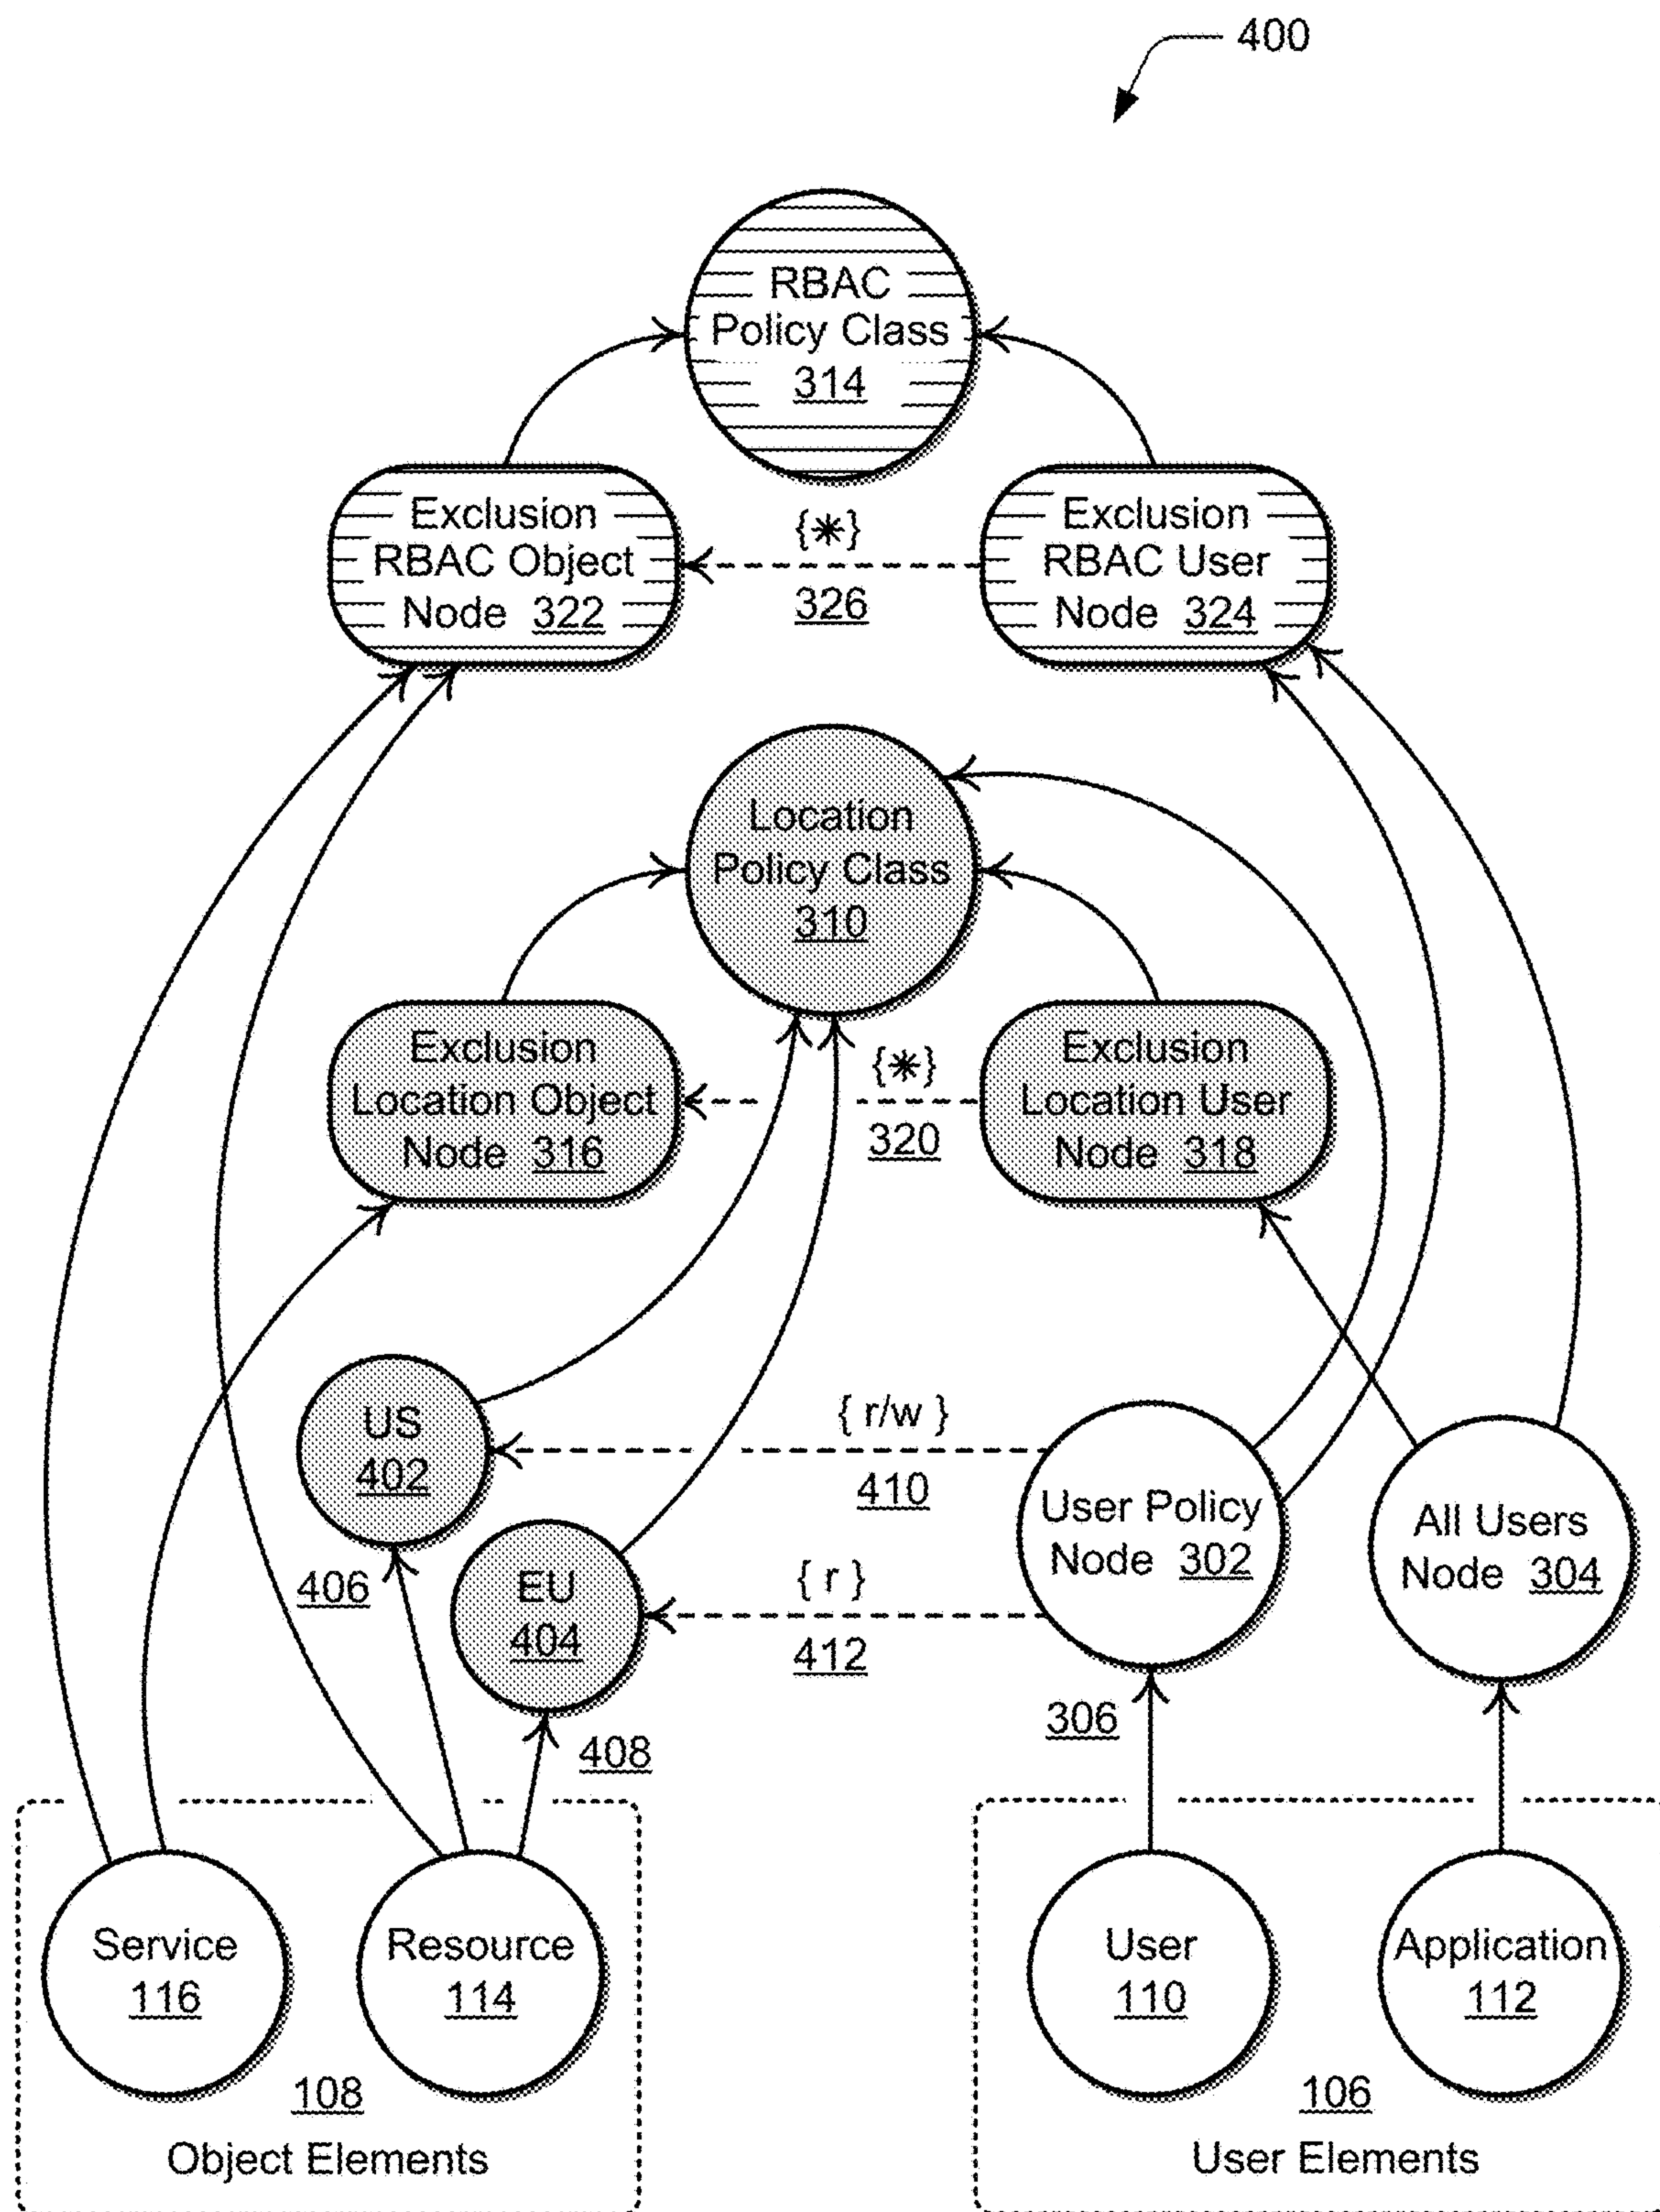 400
RBAC
Policy Class
314
Exclusion
RBAC Object
Node 322
{*}
326
Exclusion
RBAC User
Node 324
Location
Policy Class
310
Exclusion
Location Object
Node 316
{*}
320
Exclusion
Location User
Node 318
US
402
{ r/w }
410
User Policy
Node 302
All Users
Node 304
406
EU
404
{ r }
412
306
408
Service
116
Resource
114
User
110
Application
112
108
Object Elements
106
User Elements